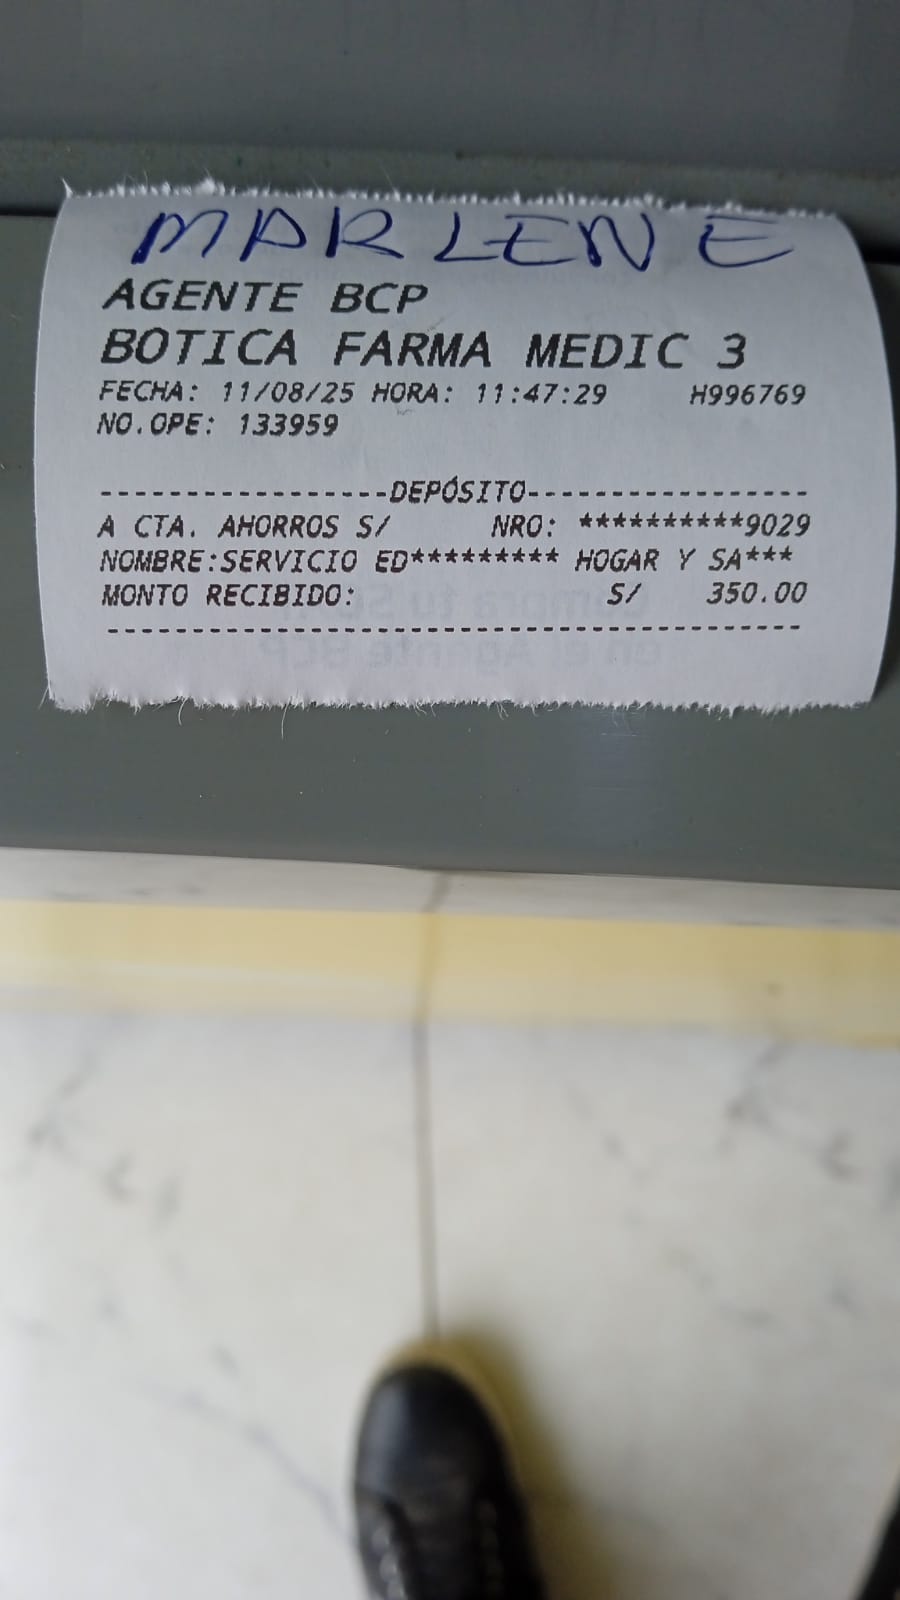 MARLENE
AGENTE BCP
BOTICA FARMA MEDIC 3
FECHA: 11/08/25 HORA: 11:47:29 H996769
NO.OPE: 133959
-----------------DEPÓSITO-----------------
A CTA. AHORROS S/ NRO: **********9029
NOMBRE:SERVICIO ED********* HOGAR Y SA***
MONTO RECIBIDO: S/ 350.00
-----------------------------------------